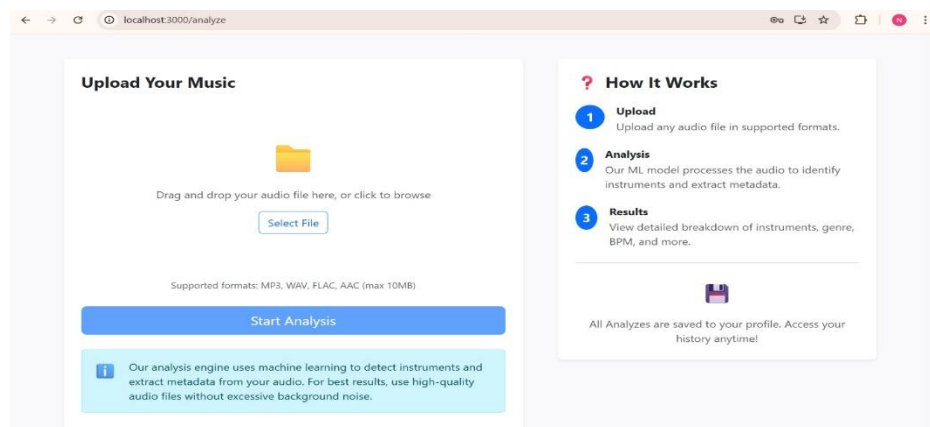 localhost:3000/analyze
N
Upload Your Music
Drag and drop your audio file here, or click to browse
Select File
Supported formats: MP3, WAV, FLAC, AAC (max 10MB)
Start Analysis
i
Our analysis engine uses machine learning to detect instruments and
extract metadata from your audio. For best results, use high-quality
audio files without excessive background noise.
❓ How It Works
1
Upload
Upload any audio file in supported formats.
2
Analysis
Our ML model processes the audio to identify
instruments and extract metadata.
3
Results
View detailed breakdown of instruments, genre,
BPM, and more.
All Analyzes are saved to your profile. Access your
history anytime!